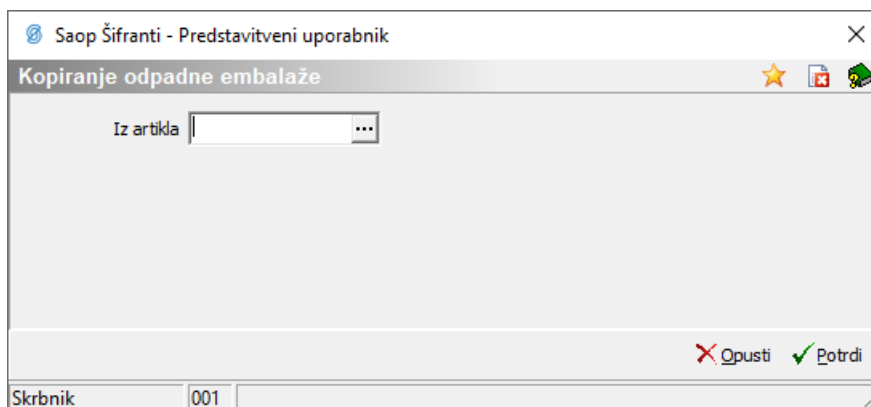 Saop Šifranti - Predstavitveni uporabnik
Kopiranje odpadne embalaže
Iz artikla
...
Opusti Potrdi
Skrbnik 001